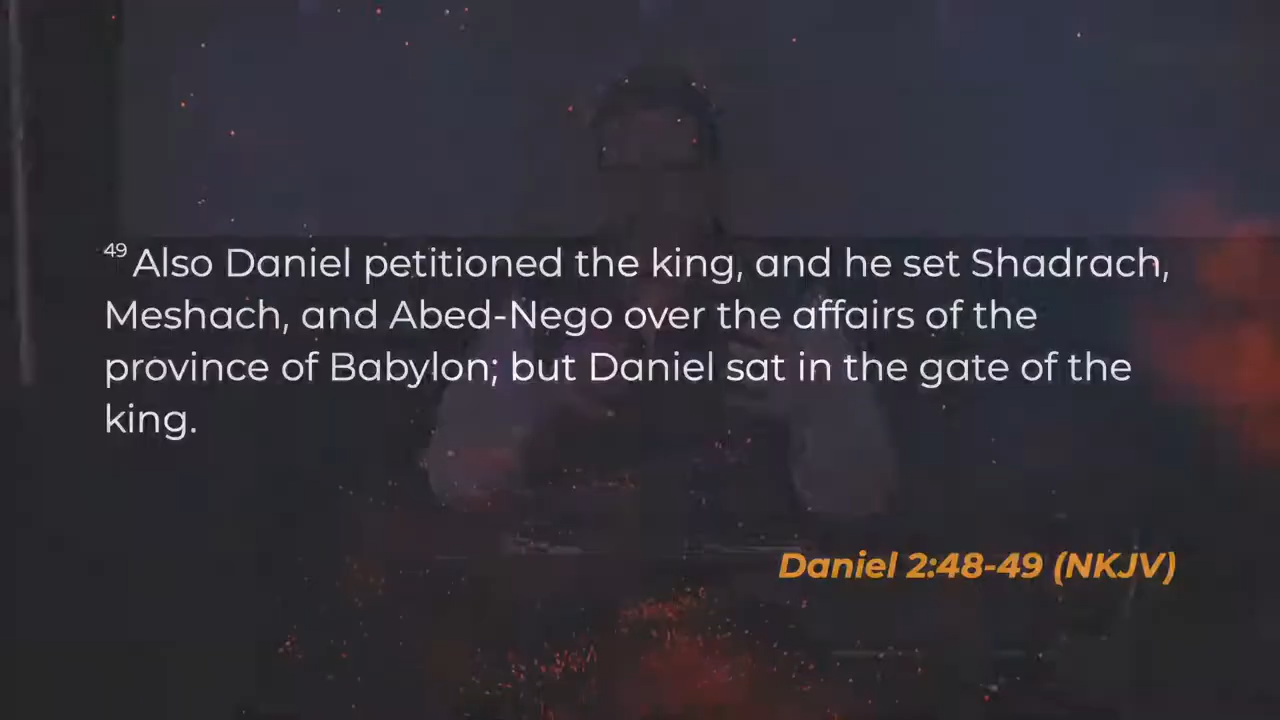 49 Also Daniel petitioned the king, and he set Shadrach,
Meshach, and Abed-Nego over the affairs of the
province of Babylon; but Daniel sat in the gate of the
king.
Daniel 2:48-49 (NKJV)